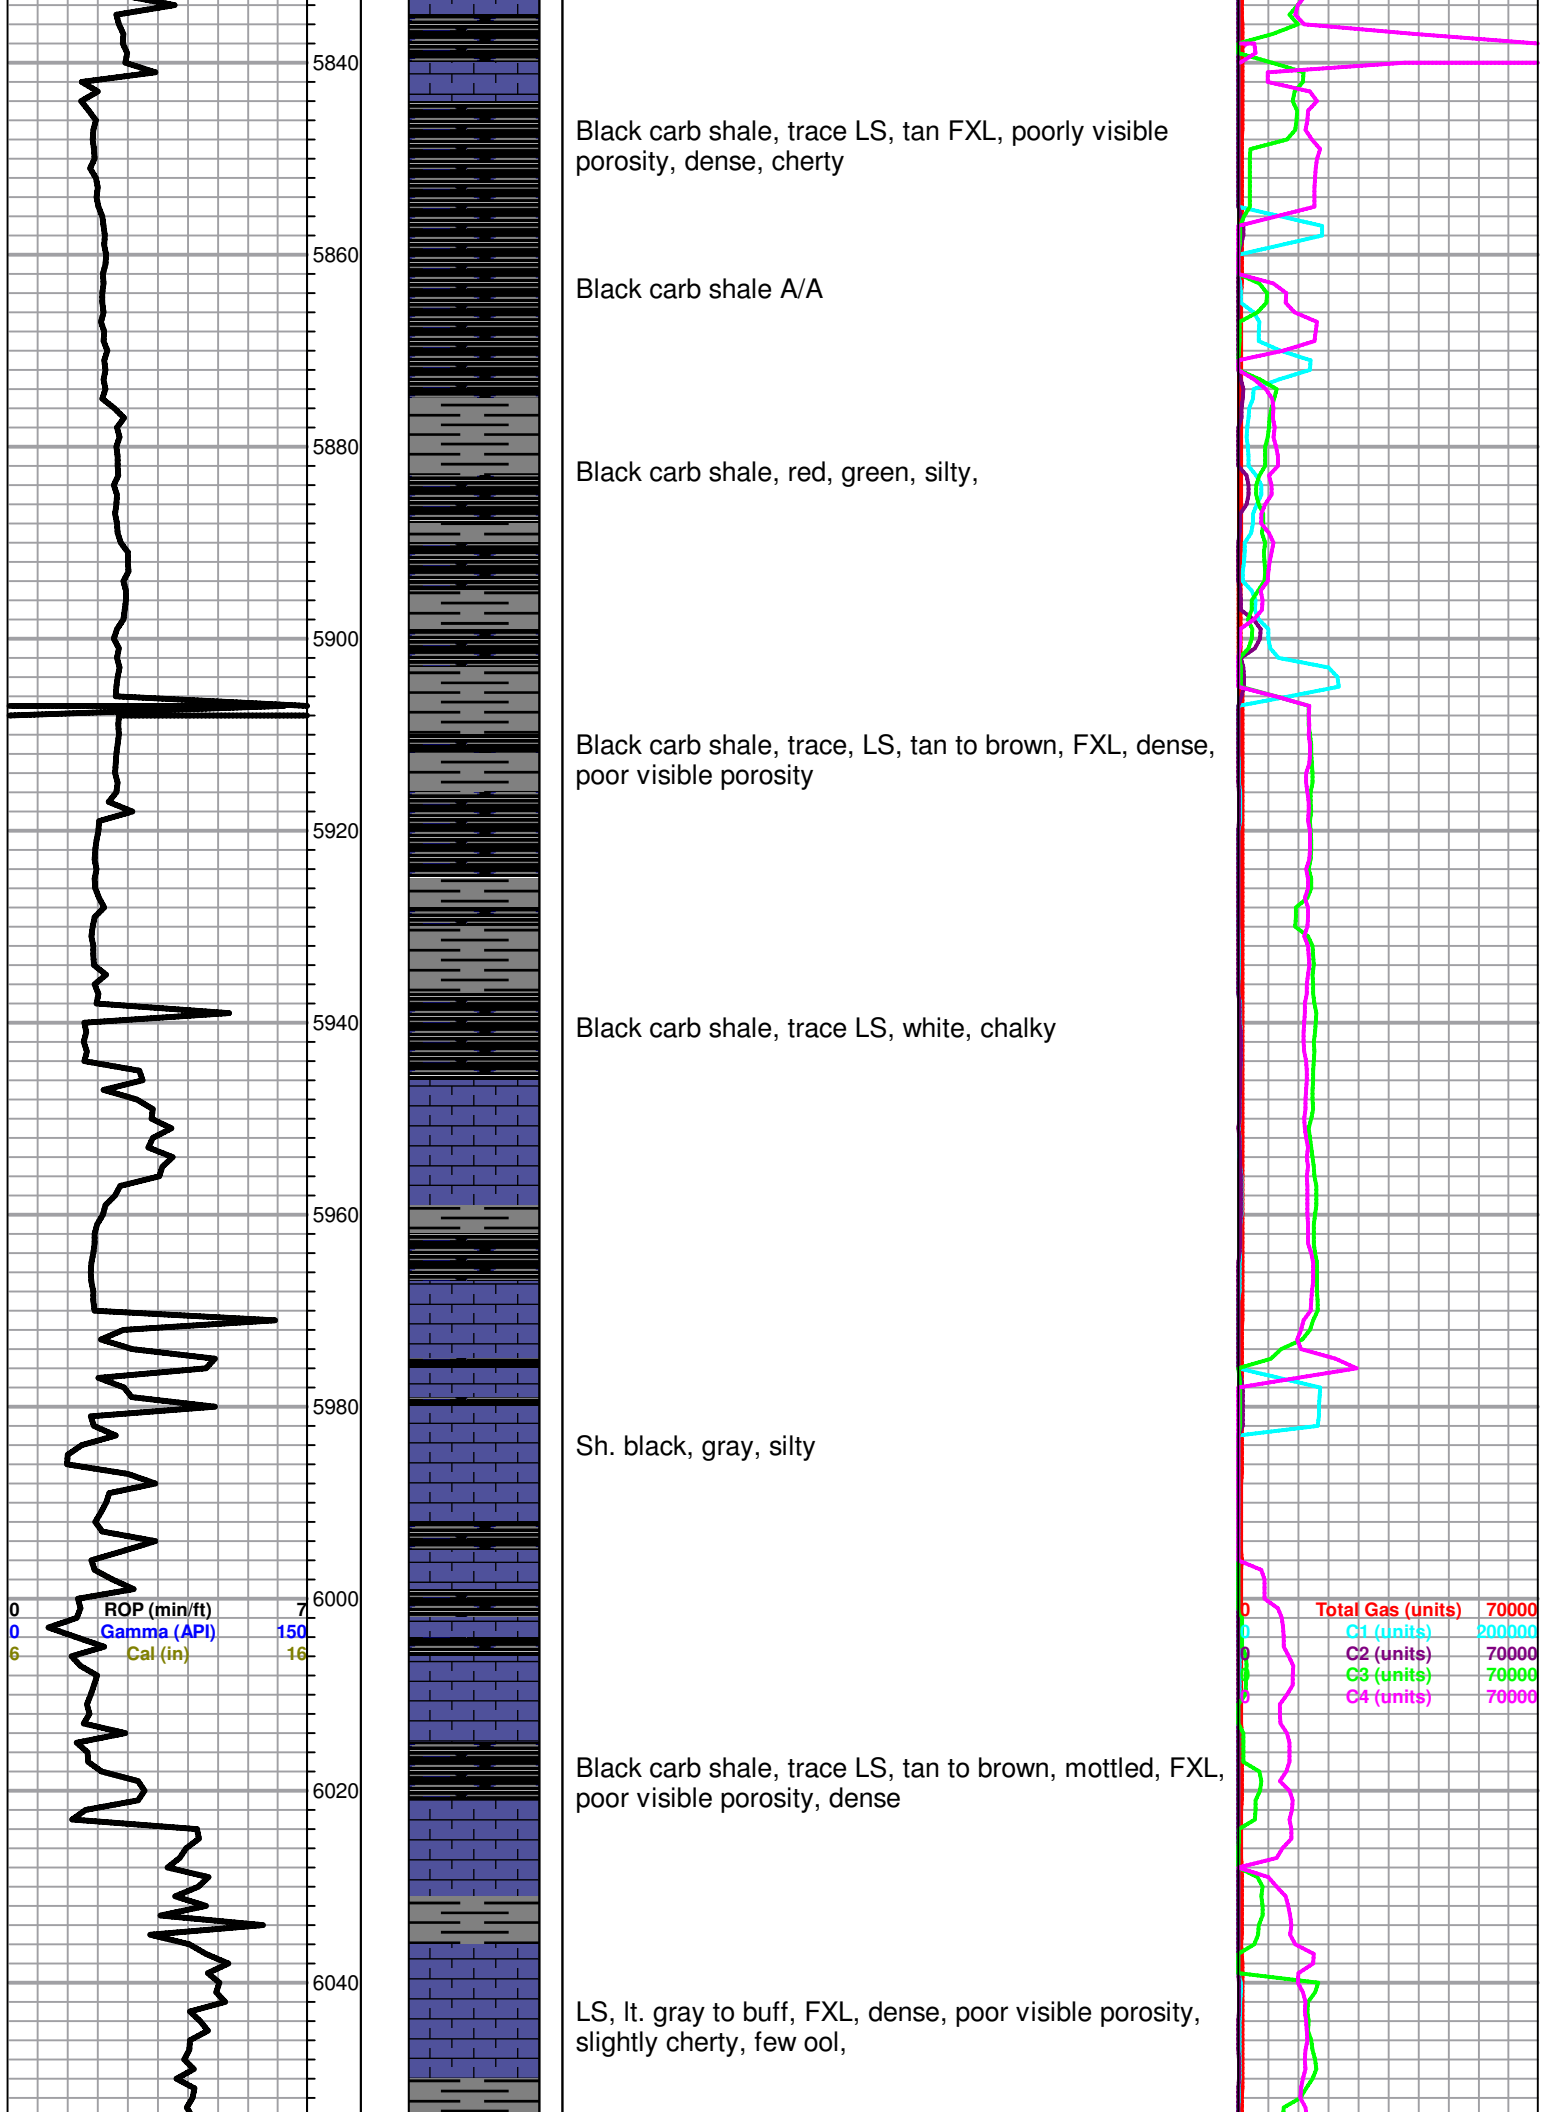 5840
Black carb shale, trace LS, tan FXL, poorly visible
porosity, dense, cherty
5860
Black carb shale A/A
5880
Black carb shale, red, green, silty,
5900
Black carb shale, trace, LS, tan to brown, FXL, dense,
poor visible porosity
5920
5940
Black carb shale, trace LS, white, chalky
5960
5980
Sh. black, gray, silty
6000
0 ROP (min/ft) 7
0 Gamma (API) 150
6 Cal (in) 16
0 Total Gas (units) 70000
0 C1 (units) 200000
0 C2 (units) 70000
0 C3 (units) 70000
0 C4 (units) 70000
Black carb shale, trace LS, tan to brown, mottled, FXL,
poor visible porosity, dense
6020
6040
LS, lt. gray to buff, FXL, dense, poor visible porosity,
slightly cherty, few ool,